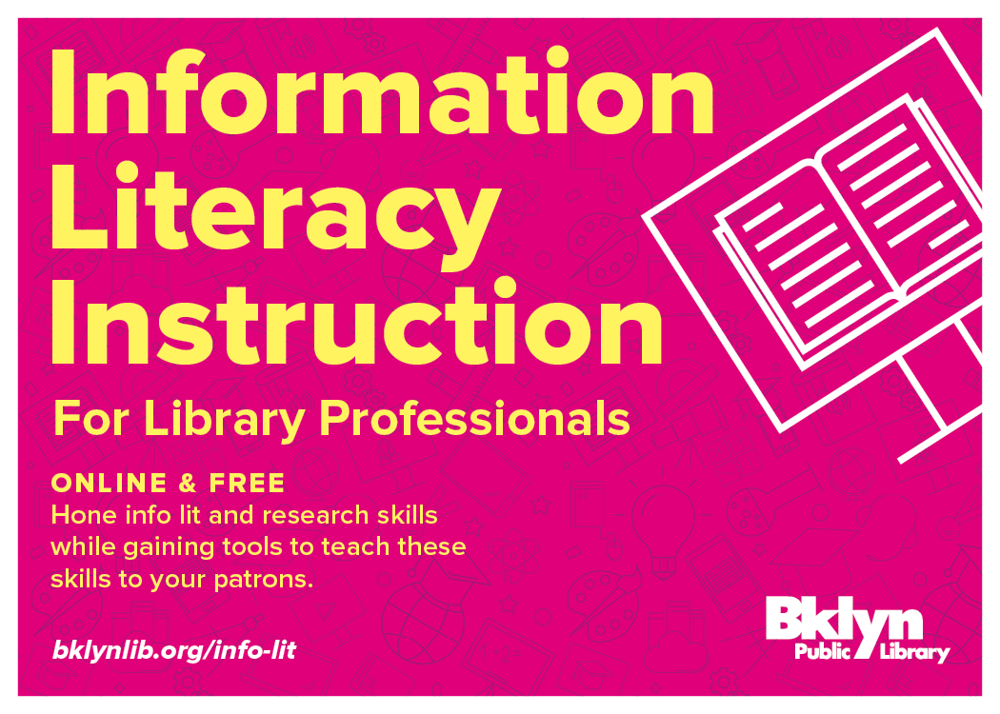 Information
Literacy
Instruction
For Library Professionals
ONLINE & FREE
Hone info lit and research skills
while gaining tools to teach these
skills to your patrons.
bklynlib.org/info-lit
Bklyn
Public Library